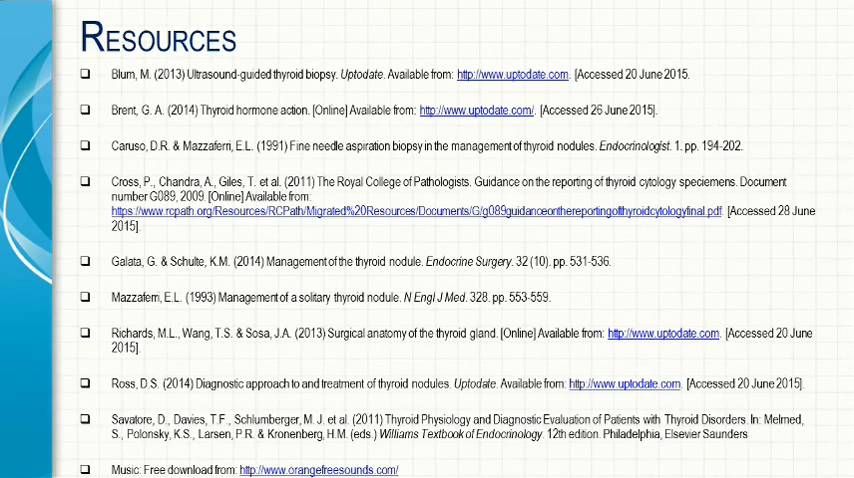 RESOURCES
Blum, M. (2013) Ultrasound-guided thyroid biopsy. Uptodate. Available from: http://www.uptodate.com. [Accessed 20 June 2015.
Brent, G. A. (2014) Thyroid hormone action. [Online] Available from: http://www.uptodate.com/. [Accessed 26 June 2015].
Caruso, D.R. & Mazzaferri, E.L. (1991) Fine needle aspiration biopsy in the management of thyroid nodules. Endocrinologist. 1. pp. 194-202.
Cross, P., Chandra, A., Giles, T. et al. (2011) The Royal College of Pathologists. Guidance on the reporting of thyroid cytology speciemens. Document
number G089, 2009. [Online] Available from:
https://www.rcpath.org/Resources/RCPath/Migrated%20Resources/Documents/G/g089guidanceonthereportingofthyroidcytologyfinal.pdf. [Accessed 28 June
2015].
Galata, G. & Schulte, K.M. (2014) Management of the thyroid nodule. Endocrine Surgery. 32 (10). pp. 531-536.
Mazzaferri, E.L. (1993) Management of a solitary thyroid nodule. N Engl J Med. 328. pp. 553-559.
Richards, M.L., Wang, T.S. & Sosa, J.A. (2013) Surgical anatomy of the thyroid gland. [Online] Available from: http://www.uptodate.com. [Accessed 20 June
2015].
Ross, D.S. (2014) Diagnostic approach to and treatment of thyroid nodules. Uptodate. Available from: http://www.uptodate.com. [Accessed 20 June 2015].
Savatore, D., Davies, T.F., Schlumberger, M. J. et al. (2011) Thyroid Physiology and Diagnostic Evaluation of Patients with Thyroid Disorders. In: Melmed,
S., Polonsky, K.S., Larsen, P.R. & Kronenberg, H.M. (eds.) Williams Textbook of Endocrinology. 12th edition. Philadelphia, Elsevier Saunders
Music: Free download from: http://www.orangefreesounds.com/